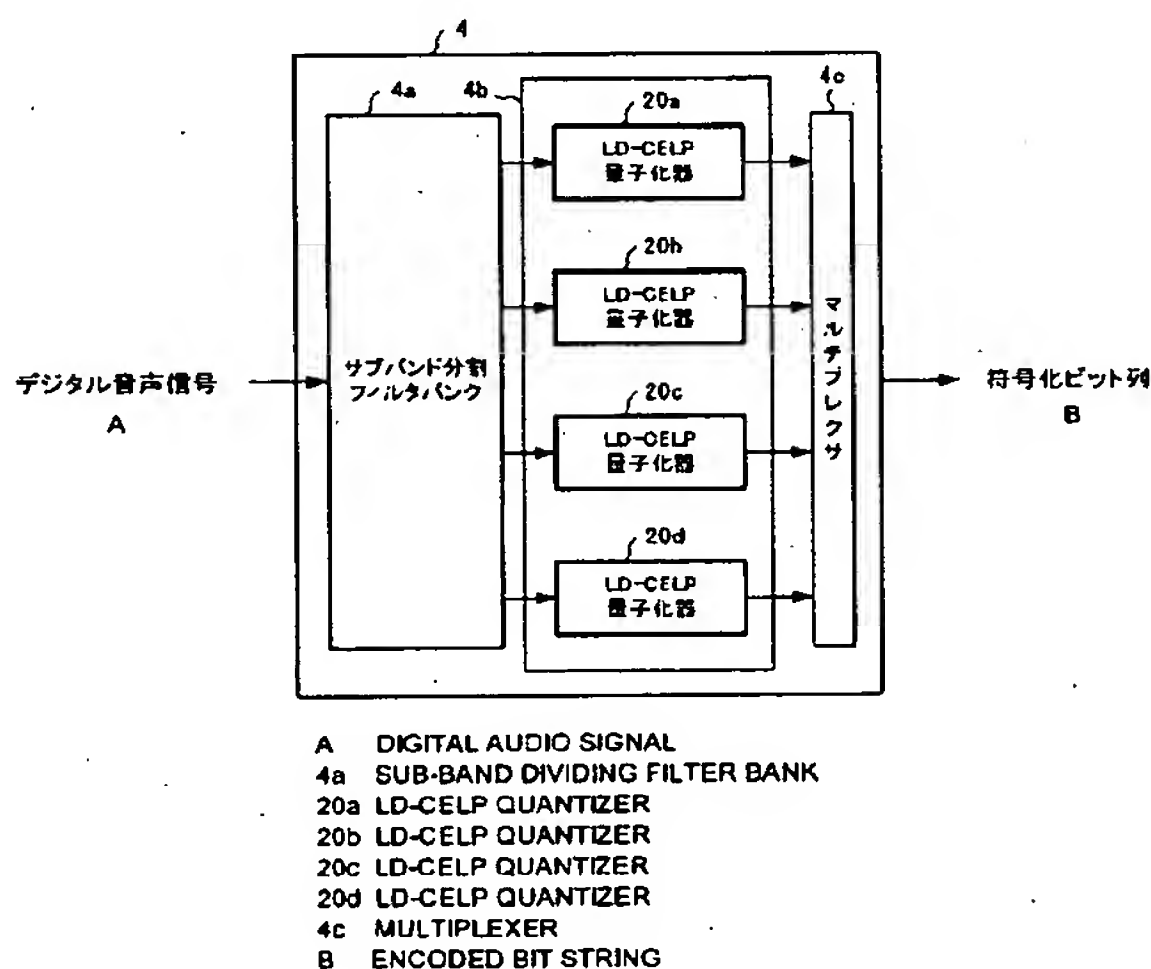 4
4a
4b
4c
20a
LD-CELP
量子化器
20b
LD-CELP
量子化器
サブバンド分割
フィルタバンク
マルチプレクサ
デジタル音声信号
A
符号化ビット列
B
20c
LD-CELP
量子化器
20d
LD-CELP
量子化器
A DIGITAL AUDIO SIGNAL
4a SUB-BAND DIVIDING FILTER BANK
20a LD-CELP QUANTIZER
20b LD-CELP QUANTIZER
20c LD-CELP QUANTIZER
20d LD-CELP QUANTIZER
4c MULTIPLEXER
B ENCODED BIT STRING